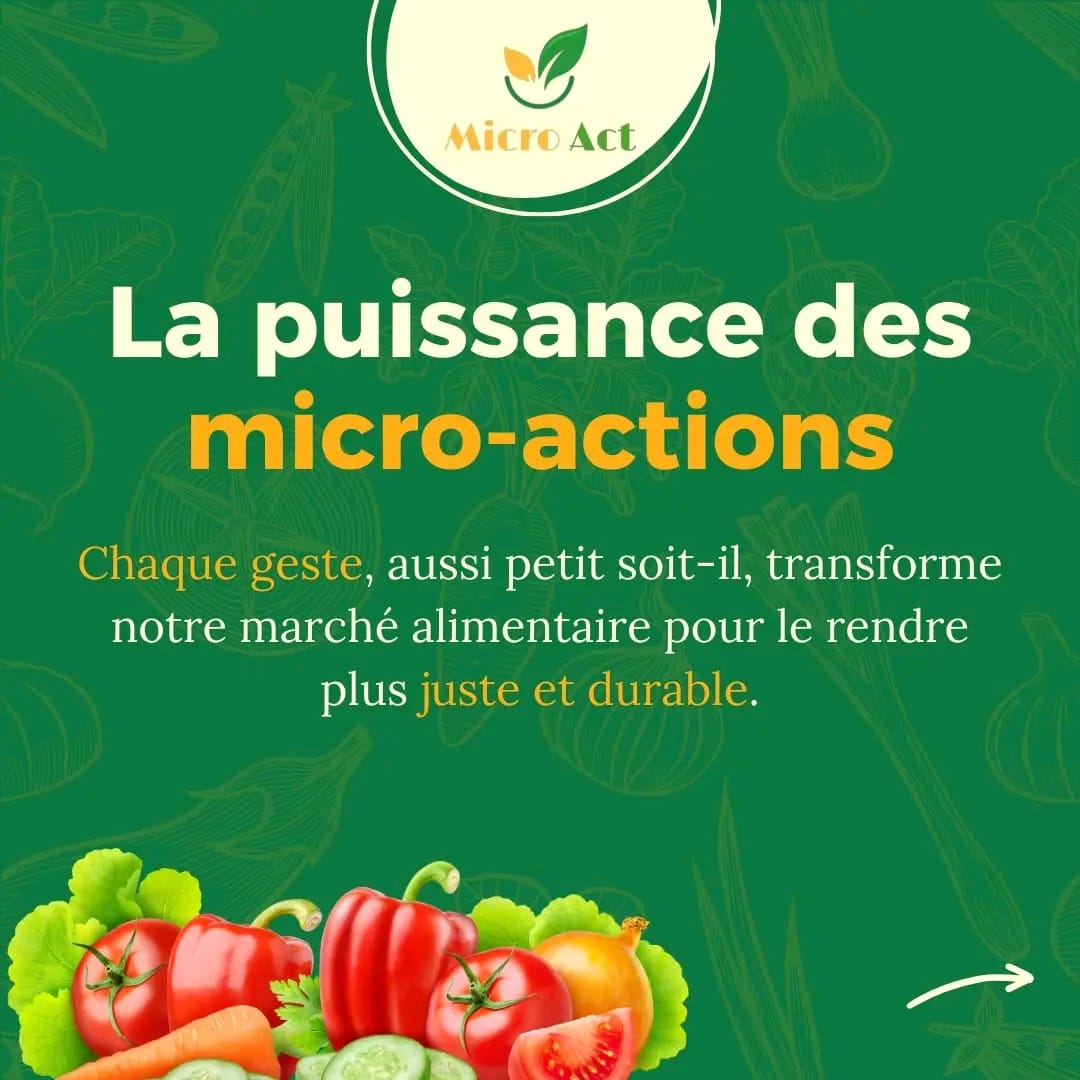 Micro Act
La puissance des
micro-actions
Chaque geste, aussi petit soit-il, transforme
notre marché alimentaire pour le rendre
plus juste et durable.